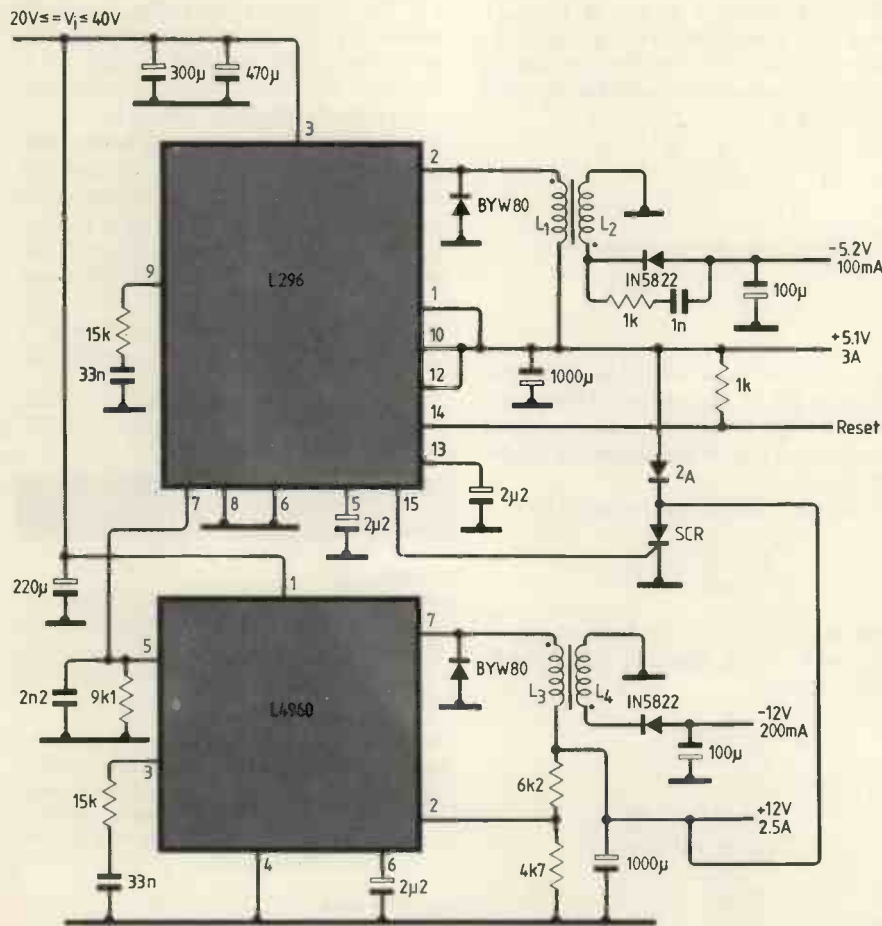 20V≤ = Vi ≤ 40V
300µ
470µ
3
2
BYW80
L1
L2
-5.2V
100mA
IN5822
1k
1n
100µ
L296
9
15k
33n
1
10
12
14
13
1000µ
+5.1V
3A
1k
Reset
7
8
6
5
15
2µ2
2µ2
2A
SCR
220µ
1
5
2n2
9k1
L4960
7
BYW80
L3
L4
IN5822
-12V
200mA
100µ
3
15k
33n
2
6k2
4k7
4
6
2µ2
1000µ
+12V
2.5A